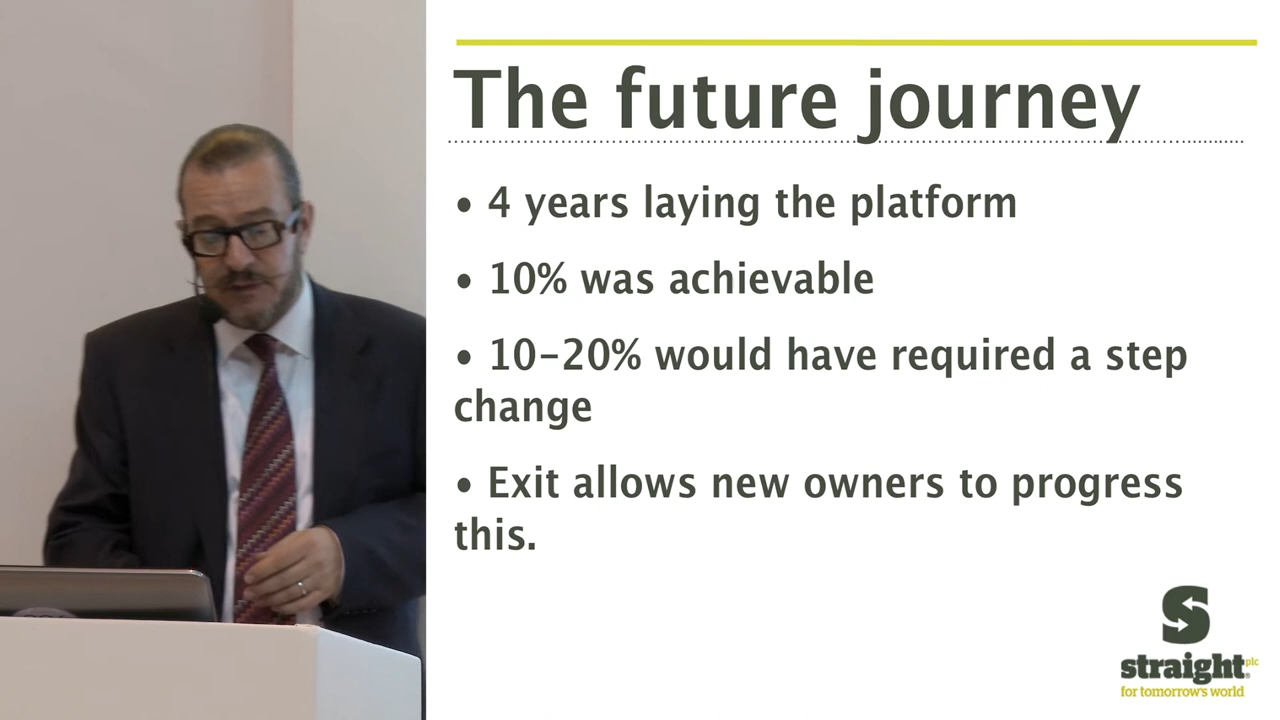 The future journey
• 4 years laying the platform
• 10% was achievable
• 10-20% would have required a step
change
• Exit allows new owners to progress
this.
S
straight plc
for tomorrow's world